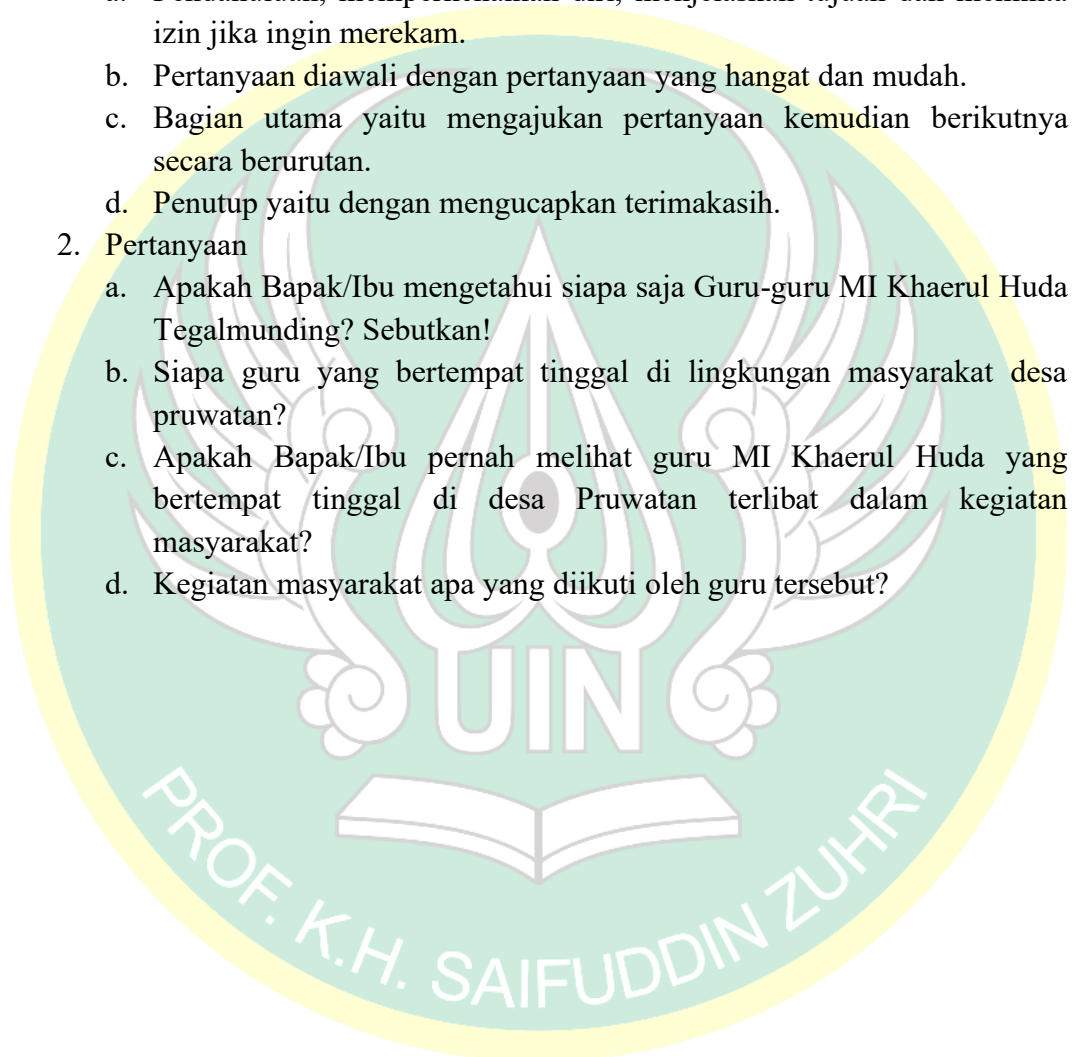 izin jika ingin merekam.
b. Pertanyaan diawali dengan pertanyaan yang hangat dan mudah.
c. Bagian utama yaitu mengajukan pertanyaan kemudian berikutnya
secara berurutan.
d. Penutup yaitu dengan mengucapkan terimakasih.
2. Pertanyaan
a. Apakah Bapak/Ibu mengetahui siapa saja Guru-guru MI Khaerul Huda
Tegalmunding? Sebutkan!
b. Siapa guru yang bertempat tinggal di lingkungan masyarakat desa
pruwatan?
c. Apakah Bapak/Ibu pernah melihat guru MI Khaerul Huda yang
bertempat tinggal di desa Pruwatan terlibat dalam kegiatan
masyarakat?
d. Kegiatan masyarakat apa yang diikuti oleh guru tersebut?
UIN
PROF. K.H. SAIFUDDIN ZUHRI